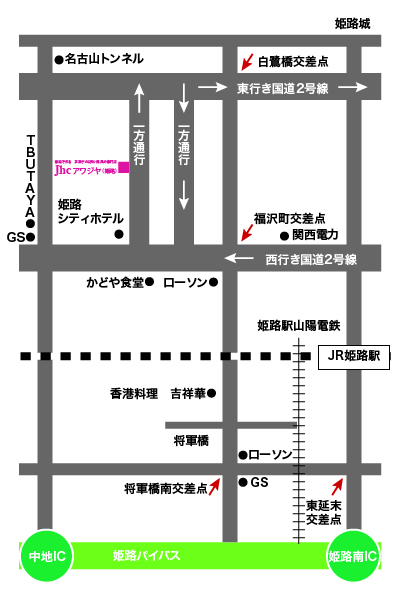 姫路城
名古山トンネル
白鷺橋交差点
東行き国道2号線
一方通行
一方通行
TBUTAYA
Jhc アワジヤ(姫路)
姫路
シティホテル
福沢町交差点
関西電力
GS
西行き国道2号線
かどや食堂
ローソン
姫路駅山陽電鉄
JR姫路駅
香港料理 吉祥華
将軍橋
ローソン
将軍橋南交差点
GS
東延末
交差点
中地IC
姫路バイパス
姫路南IC